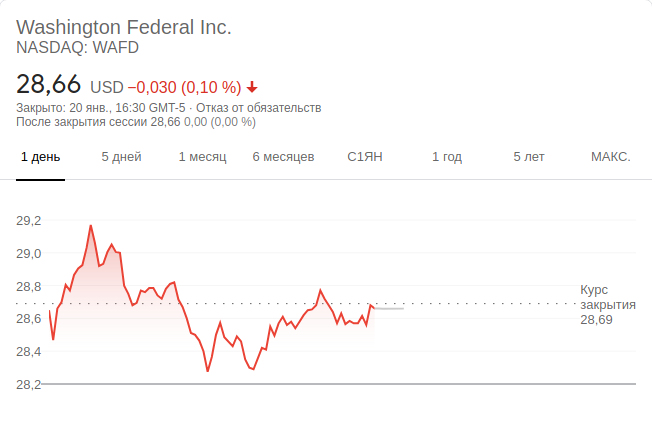 Washington Federal Inc.
NASDAQ: WAFD
28,66 USD −0,030 (0,10 %)
Закрыто: 20 янв., 16:30 GMT-5 · Отказ от обязательств
После закрытия сессии 28,66 0,00 (0,00 %)
1 день 5 дней 1 месяц 6 месяцев С1ЯН 1 год 5 лет МАКС.
29,2
29,0
28,8
28,6
28,4
28,2
Курс
закрытия
28,69